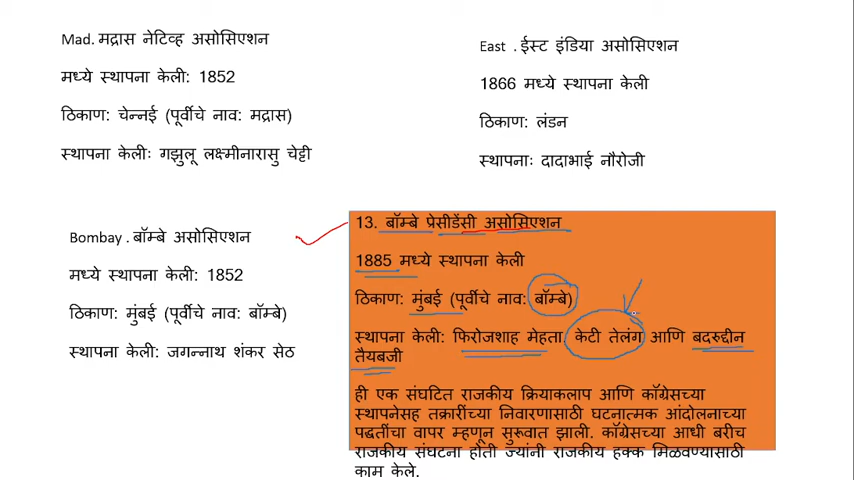 Mad. मद्रास नेटिव्ह असोसिएशन
मध्ये स्थापना केली: 1852
ठिकाण: चेन्नई (पूर्वीचे नाव: मद्रास)
स्थापना केलीः गझुलू लक्ष्मीनारासु चेट्टी
East . ईस्ट इंडिया असोसिएशन
1866 मध्ये स्थापना केली
ठिकाण: लंडन
स्थापनाः दादाभाई नौरोजी
Bombay . बॉम्बे असोसिएशन
मध्ये स्थापना केली: 1852
ठिकाण: मुंबई (पूर्वीचे नाव: बॉम्बे)
स्थापना केली: जगन्नाथ शंकर सेठ
13. बॉम्बे प्रेसीडेंसी असोसिएशन
1885 मध्ये स्थापना केली
ठिकाण: मुंबई (पूर्वीचे नाव: बॉम्बे)
स्थापना केली: फिरोजशाह मेहता, केटी तेलंग आणि बदरुद्दीन
तैयबजी
ही एक संघटित राजकीय क्रियाकलाप आणि कॉग्रेसच्या
स्थापनेसह तक्रारींच्या निवारणासाठी घटनात्मक आंदोलनाच्या
पद्धतींचा वापर म्हणून सुरूवात झाली. कॉग्रेसच्या आधी बरीच
राजकीय संघटना होती ज्यांनी राजकीय हक्क मिळवण्यासाठी
काम केले.